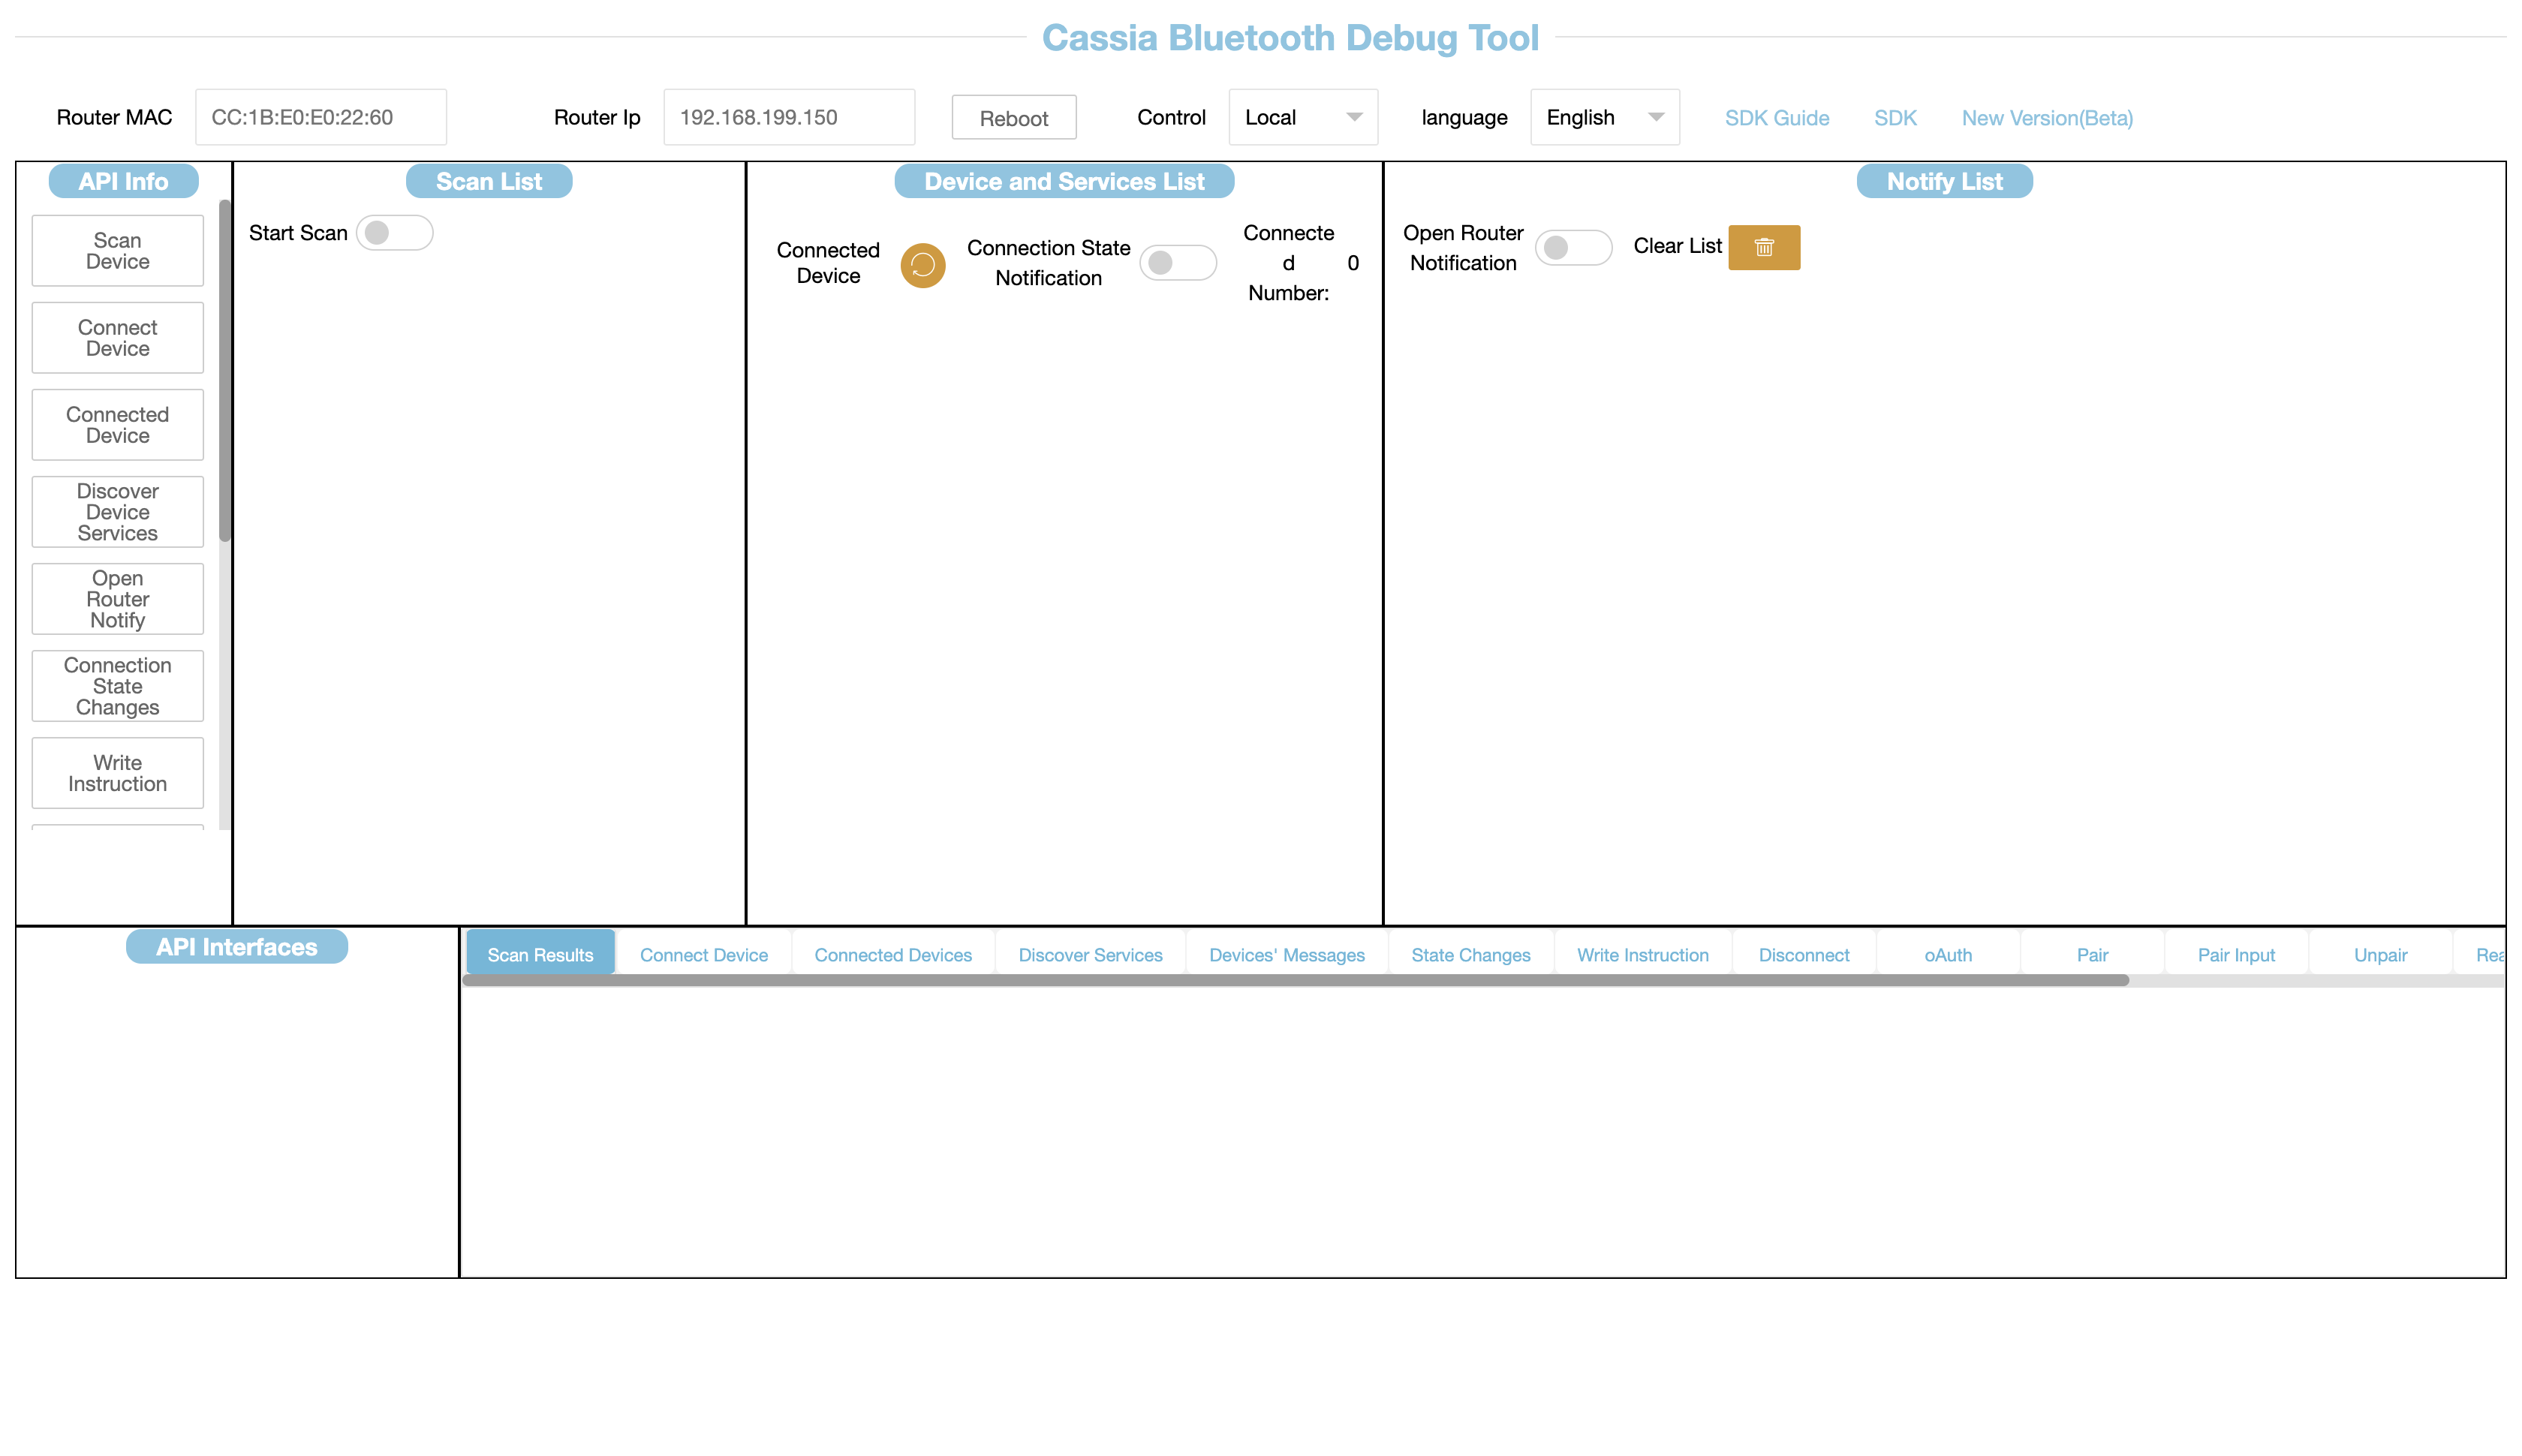 Cassia Bluetooth Debug Tool
Router MAC CC:1B:E0:E0:22:60 Router Ip 192.168.199.150 Reboot Control Local language English SDK Guide SDK New Version(Beta)
API Info
Scan
Device
Connect
Device
Connected
Device
Discover
Device
Services
Open
Router
Notify
Connection
State
Changes
Write
Instruction
Scan List
Start Scan
Device and Services List
Connected
Device
Connection State
Notification
Connecte
d
Number:
0
Notify List
Open Router
Notification
Clear List
API Interfaces
Scan Results Connect Device Connected Devices Discover Services Devices' Messages State Changes Write Instruction Disconnect oAuth Pair Pair Input Unpair